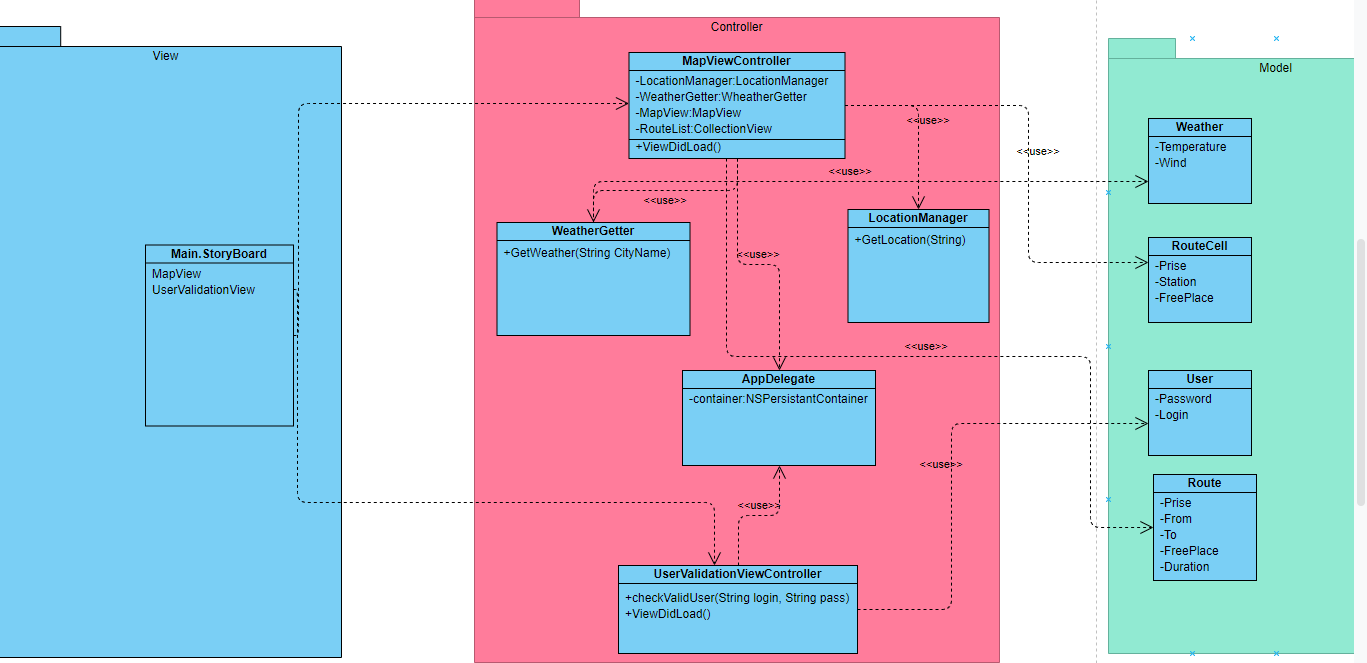 View
Main.StoryBoard
MapView
UserValidationView
Controller
MapViewController
-LocationManager:LocationManager
-WeatherGetter:WheatherGetter
-MapView:MapView
-RouteList:CollectionView
+ViewDidLoad()
<<use>>
<<use>>
<<use>>
<<use>>
WeatherGetter
+GetWeather(String CityName)
LocationManager
+GetLocation(String)
<<use>>
<<use>>
AppDelegate
-container:NSPersistantContainer
<<use>>
<<use>>
UserValidationViewController
+checkValidUser(String login, String pass)
+ViewDidLoad()
Model
Weather
-Temperature
-Wind
RouteCell
-Prise
-Station
-FreePlace
User
-Password
-Login
Route
-Prise
-From
-To
-FreePlace
-Duration